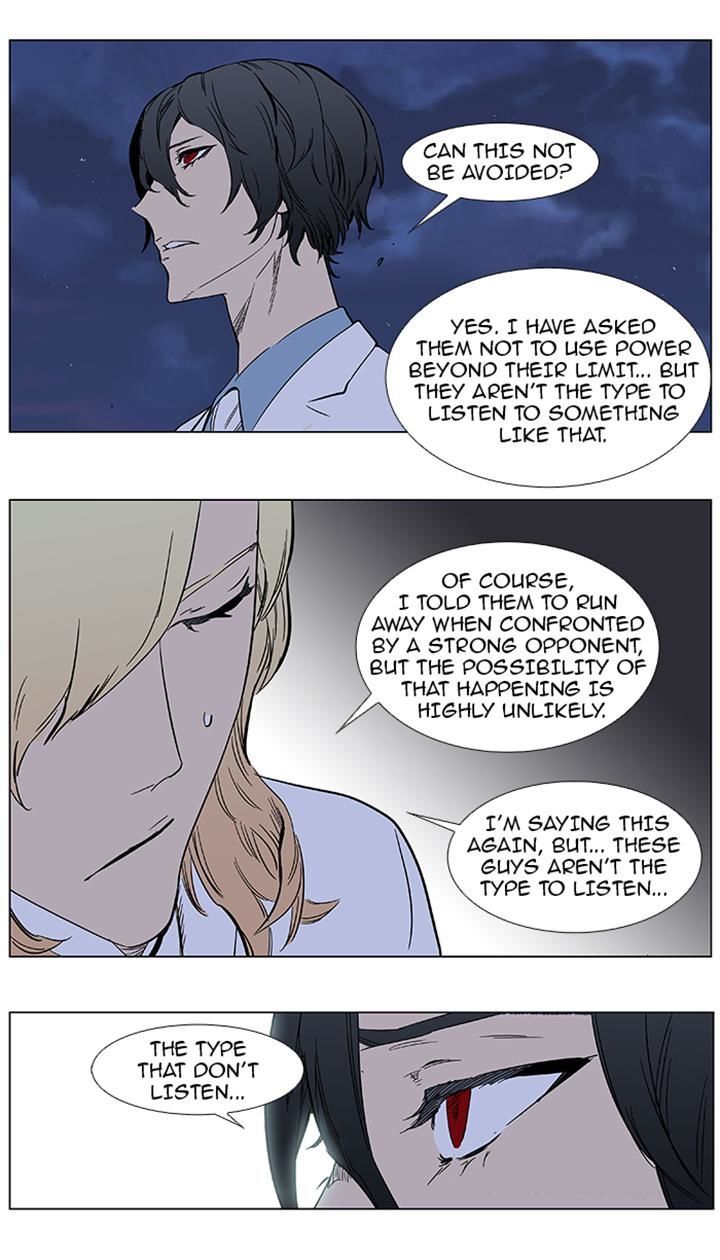 CAN THIS NOT
BE AVOIDED?
YES. I HAVE ASKED
THEM NOT TO USE POWER
BEYOND THEIR LIMIT... BUT
THEY AREN'T THE TYPE TO
LISTEN TO SOMETHING
LIKE THAT.
OF COURSE,
I TOLD THEM TO RUN
AWAY WHEN CONFRONTED
BY A STRONG OPPONENT,
BUT THE POSSIBILITY OF
THAT HAPPENING IS
HIGHLY UNLIKELY.
I'M SAYING THIS
AGAIN, BUT... THESE
GUYS AREN'T THE
TYPE TO LISTEN...
THE TYPE
THAT DON'T
LISTEN...